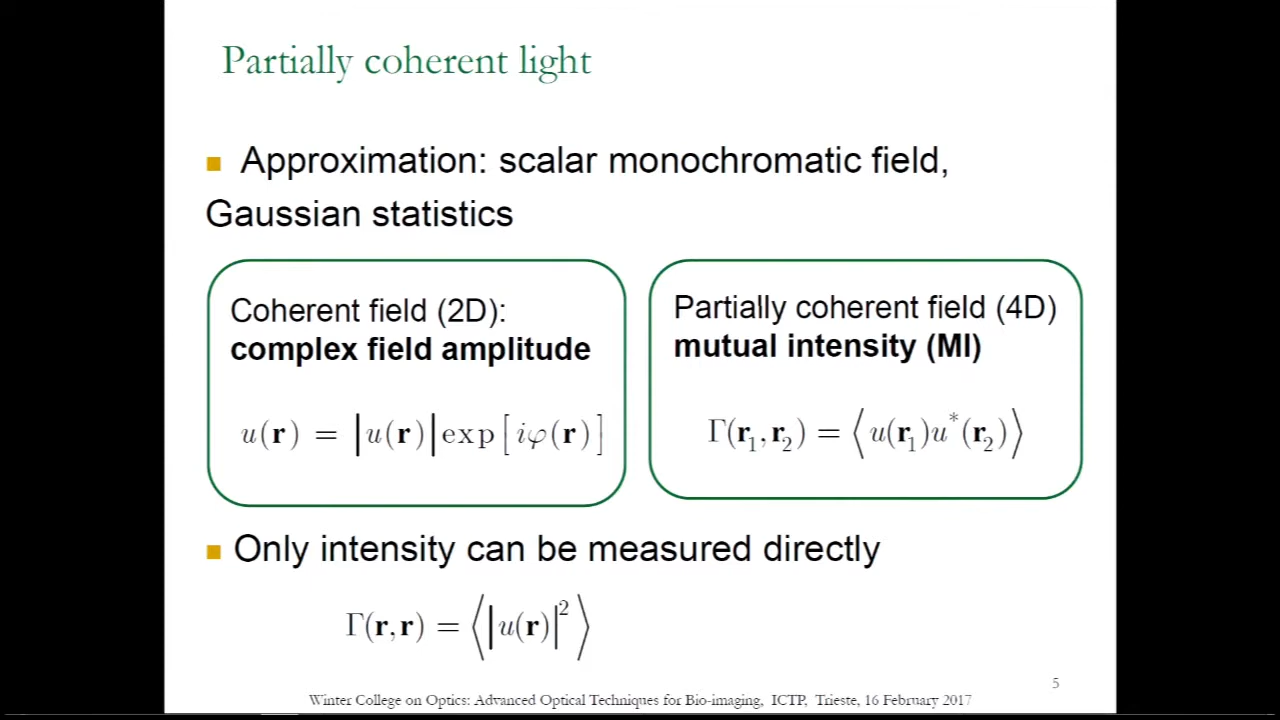 Partially coherent light
■ Approximation: scalar monochromatic field,
Gaussian statistics
Coherent field (2D):
complex field amplitude
u(r) = |u(r)| exp[iφ(r)]
Partially coherent field (4D)
mutual intensity (MI)
Γ(r₁,r₂) = ⟨u(r₁)u*(r₂)⟩
■ Only intensity can be measured directly
Γ(r,r) = ⟨|u(r)|²⟩
5
Winter College on Optics: Advanced Optical Techniques for Bio-imaging, ICTP, Trieste, 16 February 2017